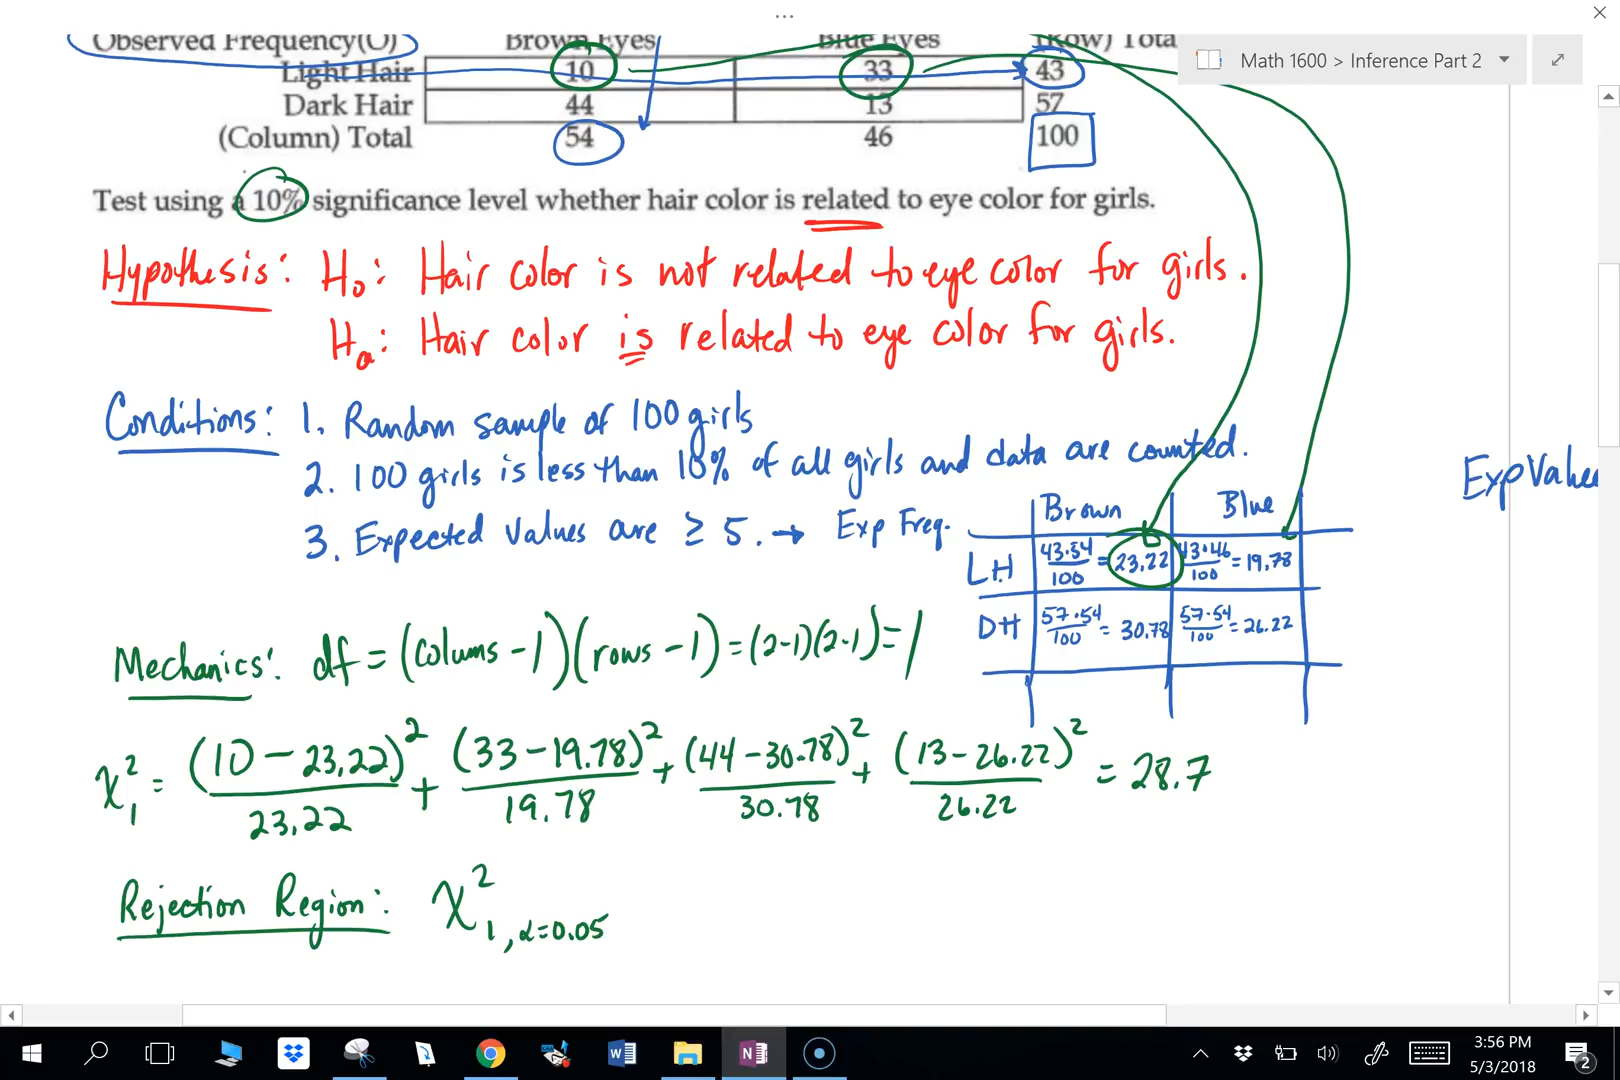 Math 1600 > Inference Part 2
Observed Frequency(O) Brown Eyes Blue Eyes (Row) Tota
Light Hair 10 33 43
Dark Hair 44 13 57
(Column) Total 54 46 100
Test using a 10% significance level whether hair color is related to eye color for girls.
Hypothesis: H₀: Hair color is not related to eye color for girls.
Hₐ: Hair color is related to eye color for girls.
Conditions: 1. Random sample of 100 girls
2. 100 girls is less than 10% of all girls and data are counted.
3. Expected values are ≥ 5. → Exp Freq.
Exp Values
Brown Blue
LH 43·54/100 = 23.22 43·46/100 = 19.78
DH 57·54/100 = 30.78 57·54/100 = 26.22
Mechanics: df = (colums - 1)(rows - 1) = (2-1)(2-1) = 1
χ²₁ = (10 - 23.22)²/23.22 + (33 - 19.78)²/19.78 + (44 - 30.78)²/30.78 + (13 - 26.22)²/26.22 = 28.7
Rejection Region: χ²₁, α=0.05
3:56 PM
5/3/2018
2